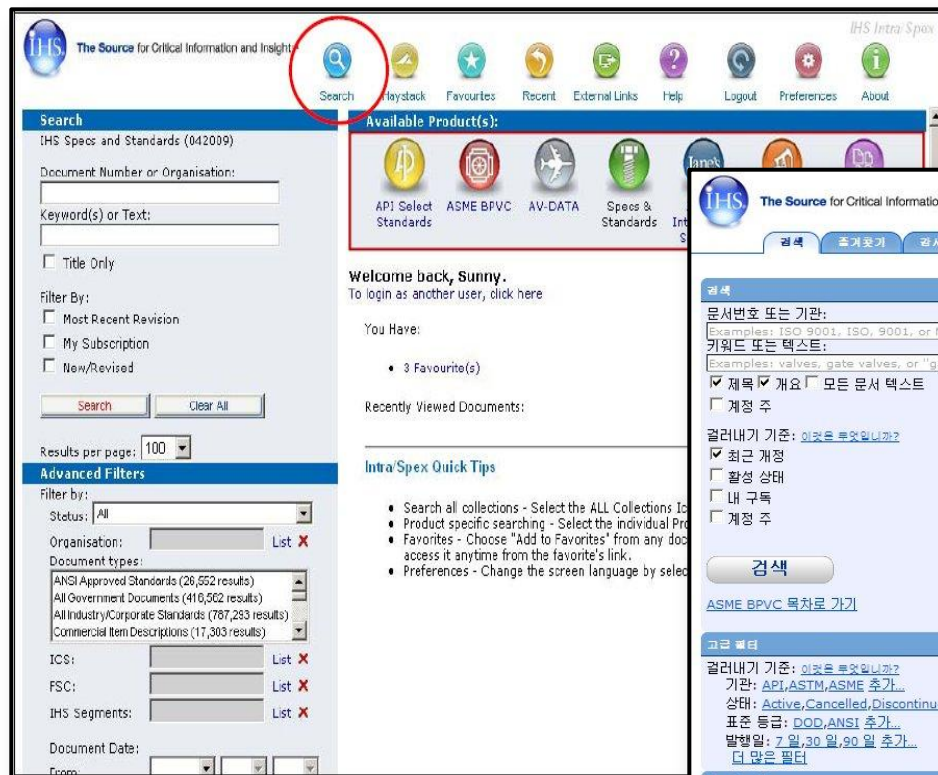 IHS
The Source for Critical Information and Insight
IHS Intra/Spex
Search
Haystack
Favourites
Recent
External Links
Help
Logout
Preferences
About
Search
IHS Specs and Standards (042009)
Document Number or Organisation:
Keyword(s) or Text:
Title Only
Filter By:
Most Recent Revision
My Subscription
New/Revised
Search
Clear All
Results per page: 100
Advanced Filters
Filter by:
Status: All
Organisation: List X
Document types:
ANSI Approved Standards (26,552 results)
All Government Documents (416,562 results)
All Industry/Corporate Standards (787,293 results)
Commercial Item Descriptions (17,303 results)
ICS: List X
FSC: List X
IHS Segments: List X
Document Date:
From:
Available Product(s):
API Select
Standards
ASME BPVC
AV-DATA
Specs &
Standards
Jane's
Int
S
Welcome back, Sunny.
To login as another user, click here
You Have:
• 3 Favourite(s)
Recently Viewed Documents:
Intra/Spex Quick Tips
• Search all collections - Select the ALL Collections Ic
• Product specific searching - Select the individual Pro
• Favorites - Choose "Add to Favorites" from any doc
access it anytime from the favorite's link.
• Preferences - Change the screen language by selec
IHS
The Source for Critical Informatio
검색
즐겨찾기
검색
문서번호 또는 기관:
Examples: ISO 9001, ISO, 9001, or
키워드 또는 텍스트:
Examples: valves, gate valves, or "g
제목 개요 모든 문서 텍스트
계정 주
걸러내기 기준: 이것은 무엇입니까?
최근 개정
활성 상태
내 구독
계정 주
검색
ASME BPVC 목차로 가기
고급 필터
걸러내기 기준: 이것은 무엇입니까?
기관: API,ASTM,ASME 추가...
상태: Active,Cancelled,Discontinu
표준 등급: DOD,ANSI 추가...
발행일: 7 일,30 일,90 일 추가...
더 많은 필터